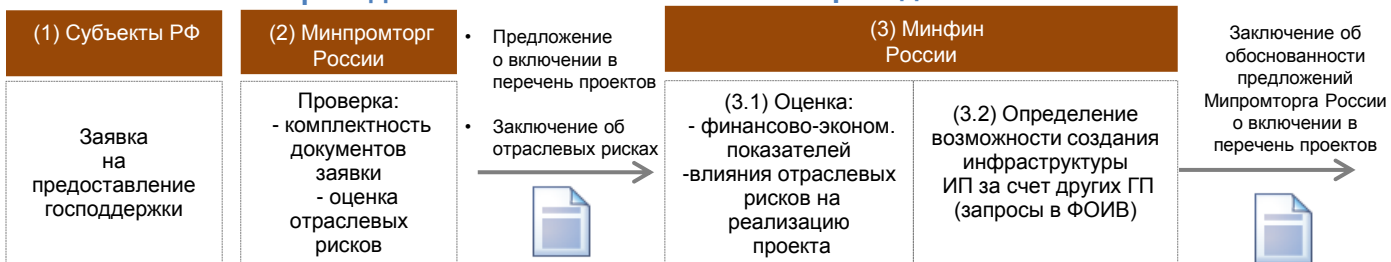 (1) Субъекты РФ
Заявка
на
предоставление
господдержки
(2) Минпромторг
России
Проверка:
- комплектность
документов
заявки
- оценка
отраслевых
рисков
• Предложение
о включении в
перечень проектов
• Заключение об
отраслевых рисках
(3) Минфин
России
(3.1) Оценка:
- финансово-эконом.
показателей
-влияния отраслевых
рисков на
реализацию
проекта
(3.2) Определение
возможности создания
инфраструктуры
ИП за счет других ГП
(запросы в ФОИВ)
Заключение об
обоснованности
предложений
Мипромторга России
о включении в
перечень проектов